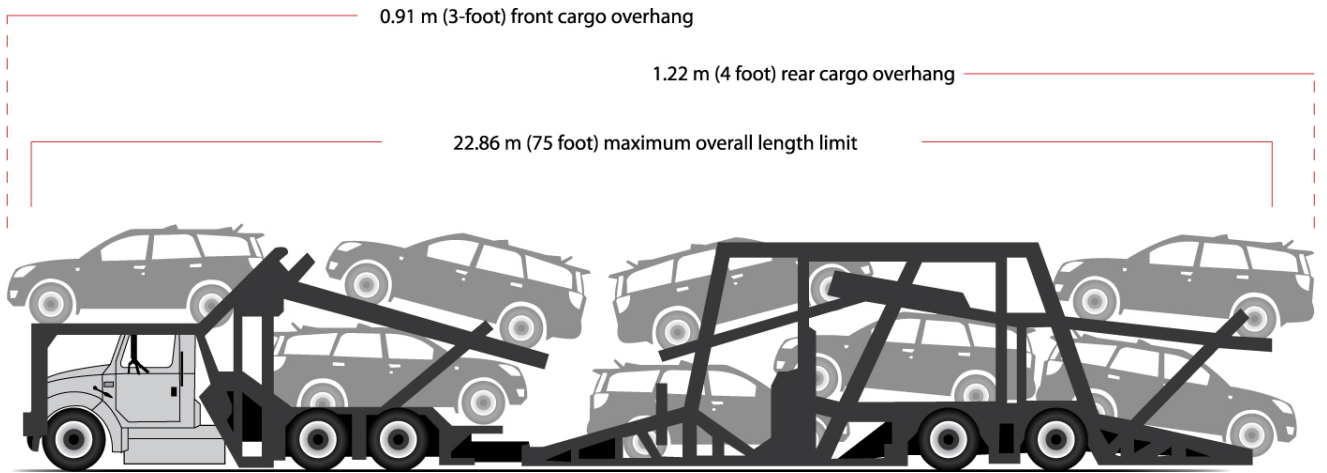 0.91 m (3-foot) front cargo overhang
1.22 m (4 foot) rear cargo overhang
22.86 m (75 foot) maximum overall length limit